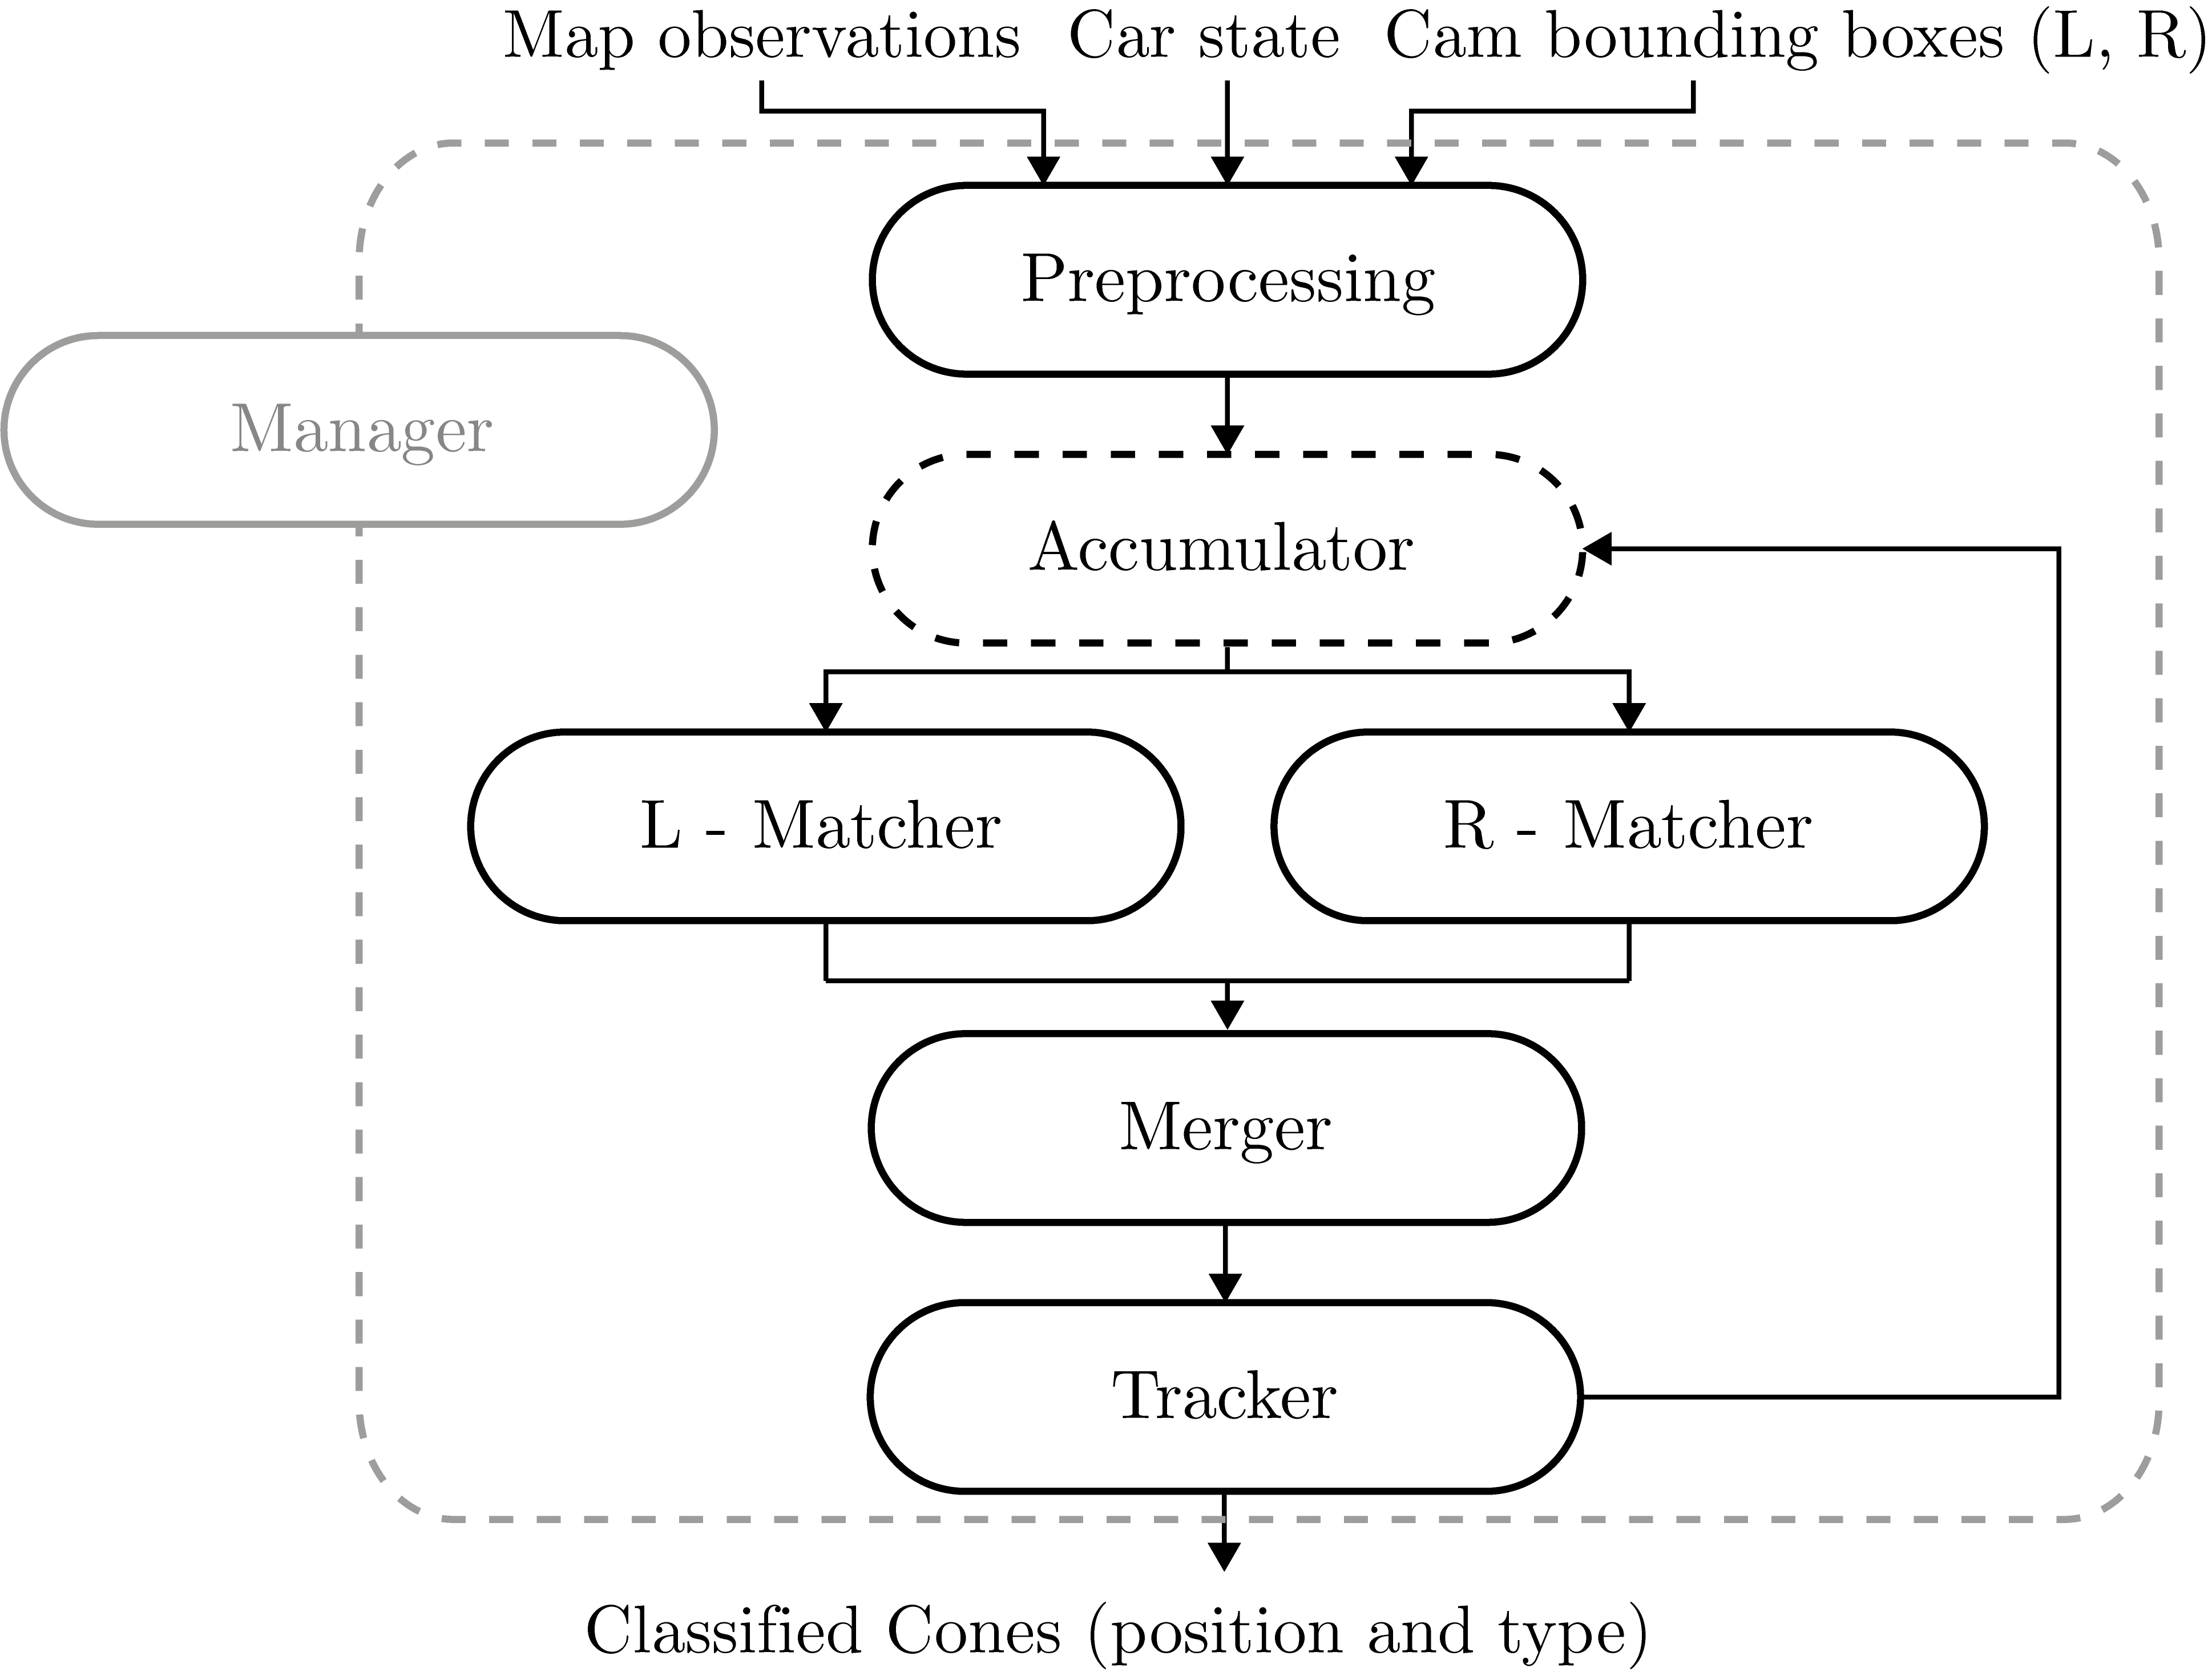 Map observations Car state Cam bounding boxes (L, R)
Preprocessing
Manager
Accumulator
L - Matcher
R - Matcher
Merger
Tracker
Classified Cones (position and type)